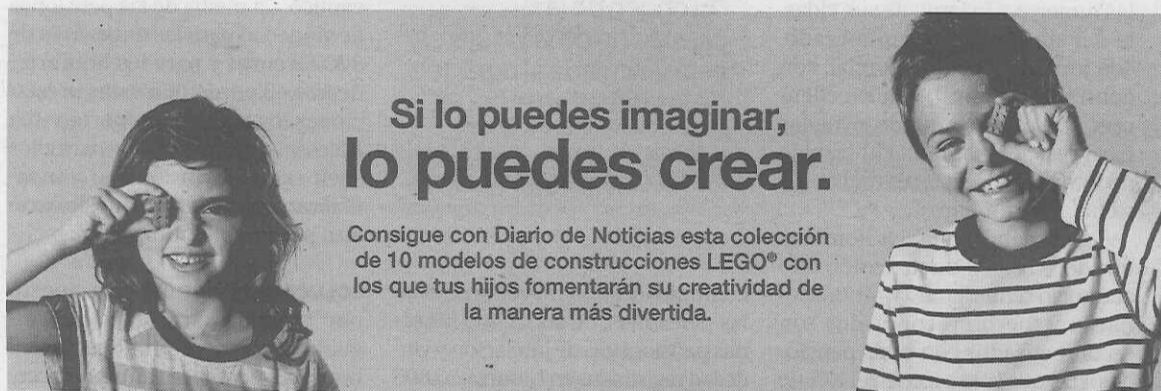 Si lo puedes imaginar,
lo puedes crear.
Consigue con Diario de Noticias esta colección
de 10 modelos de construcciones LEGO® con
los que tus hijos fomentarán su creatividad de
la manera más divertida.